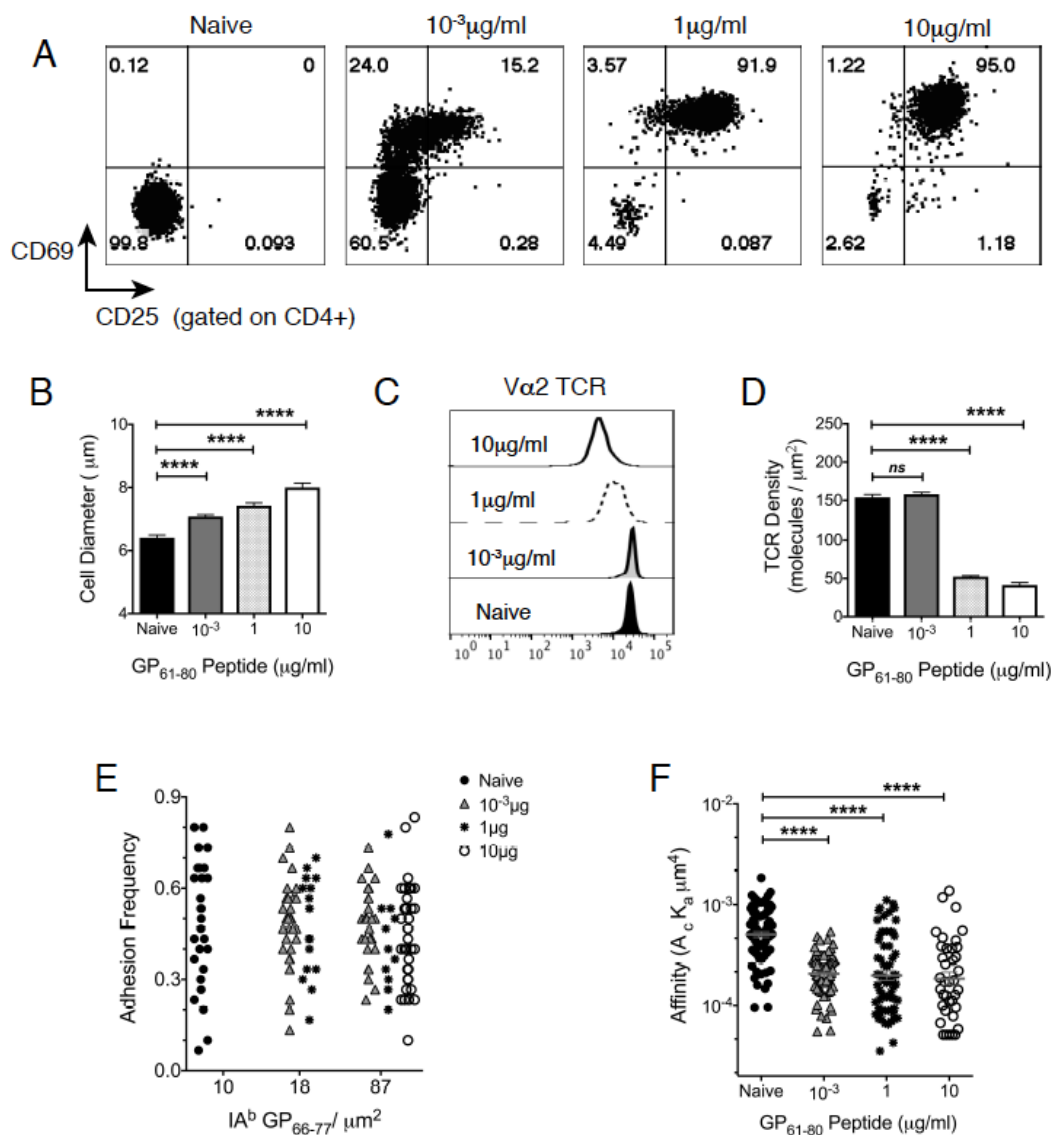 A
Naive
10-3μg/ml
1μg/ml
10μg/ml
0.12
0
24.0
15.2
3.57
91.9
1.22
95.0
99.8
0.093
60.5
0.28
4.49
0.087
2.62
1.18
CD69
CD25 (gated on CD4+)
B
****
****
****
Cell Diameter ( μm)
10
8
6
4
Naive
10-3
1
10
GP61-80 Peptide (μg/ml)
C
Vα2 TCR
10μg/ml
1μg/ml
10-3μg/ml
Naive
100 101 102 103 104 105
D
****
****
ns
TCR Density
(molecules / μm2)
250
200
150
100
50
0
Naive
10-3
1
10
GP61-80 Peptide (μg/ml)
E
Naive
10-3μg
1μg
10μg
Adhesion Frequency
0.9
0.6
0.3
0.0
10
18
87
IAb GP66-77/ μm2
F
****
****
****
Affinity (Ac Ka μm4)
10-2
10-3
10-4
Naive
10-3
1
10
GP61-80 Peptide (μg/ml)